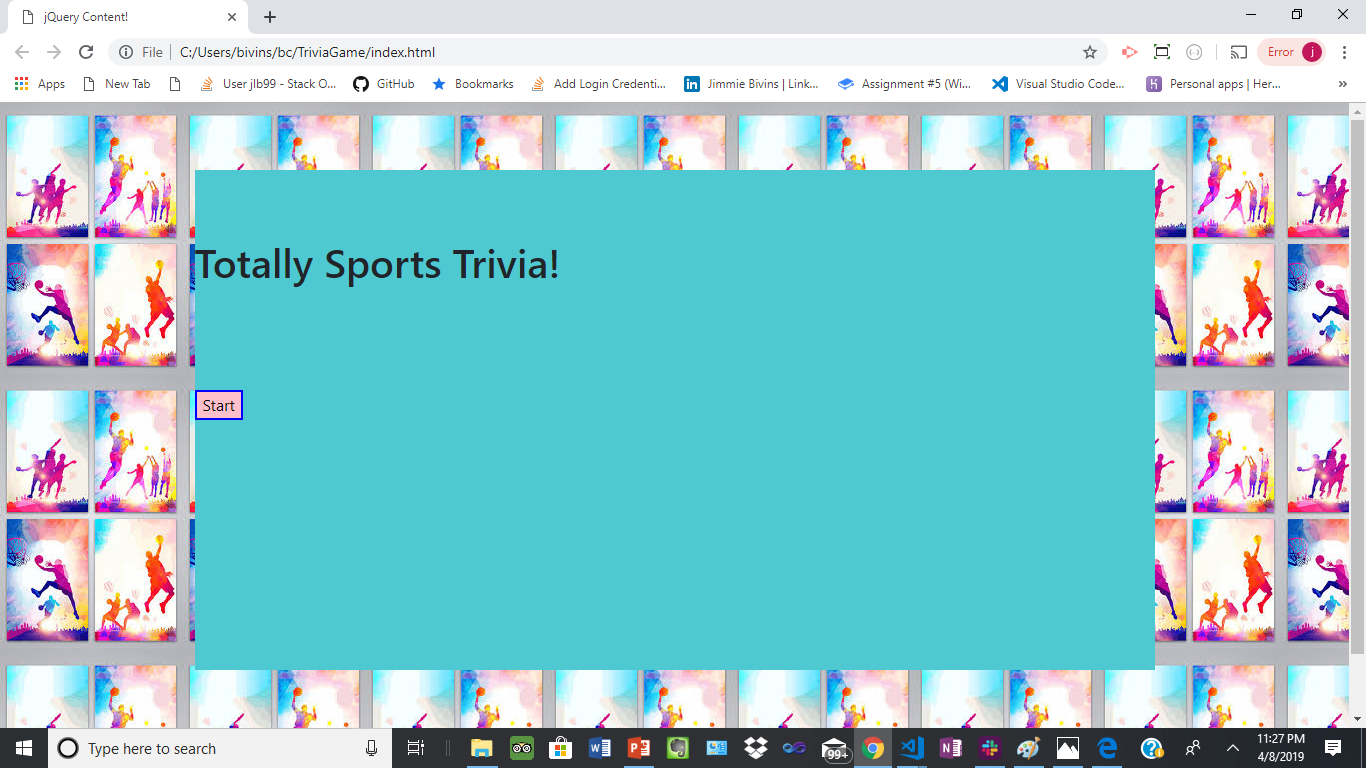 jQuery Content!
File C:/Users/bivins/bc/TriviaGame/index.html Error j
Apps New Tab User jlb99 - Stack O... GitHub Bookmarks Add Login Credenti... Jimmie Bivins | Link... Assignment #5 (Wi... Visual Studio Code... Personal apps | Her... »
Totally Sports Trivia!
Start
Type here to search 99+ 11:27 PM
4/8/2019